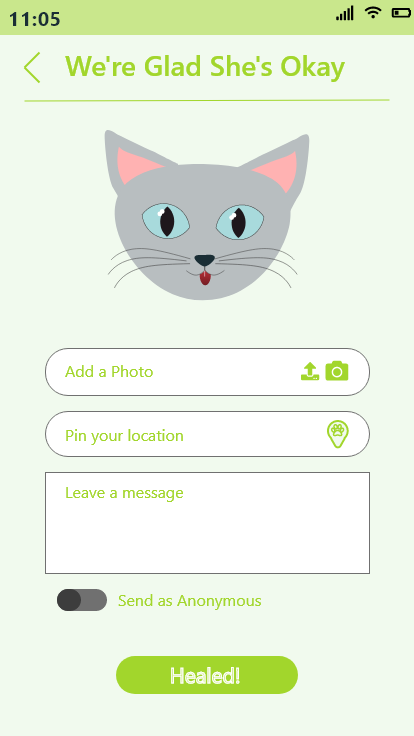 11:05
We're Glad She's Okay
Add a Photo
Pin your location
Leave a message
Send as Anonymous
Healed!